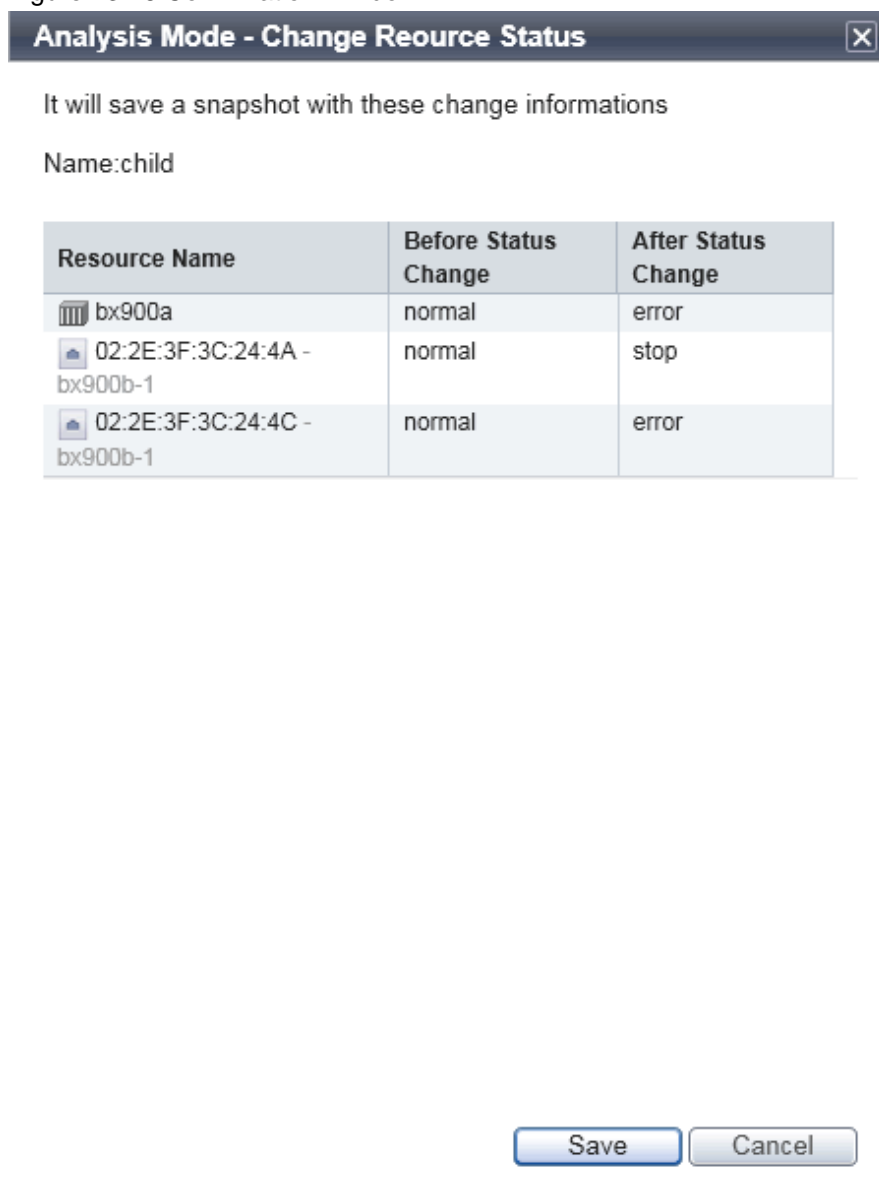 Analysis Mode - Change Reource Status
It will save a snapshot with these change informations
Name:child
Resource Name
Before Status
Change
After Status
Change
bx900a
normal
error
02:2E:3F:3C:24:4A -
bx900b-1
normal
stop
02:2E:3F:3C:24:4C -
bx900b-1
normal
error
Save
Cancel